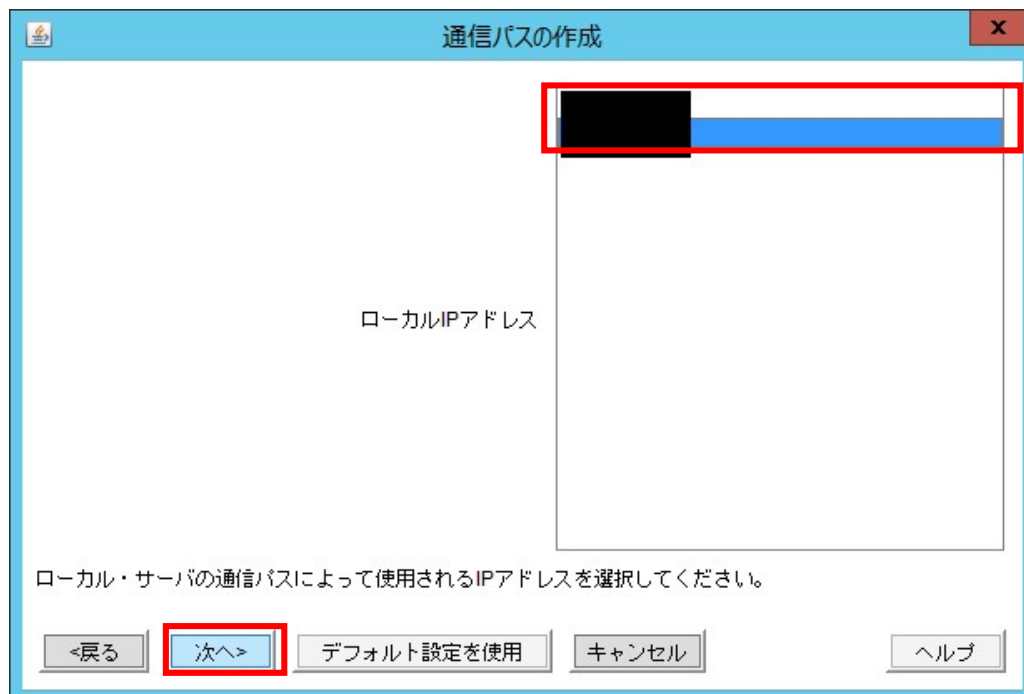 通信パスの作成
x
ローカルIPアドレス
ローカル・サーバの通信パスによって使用されるIPアドレスを選択してください。
<戻る 次へ> デフォルト設定を使用 キャンセル ヘルプ